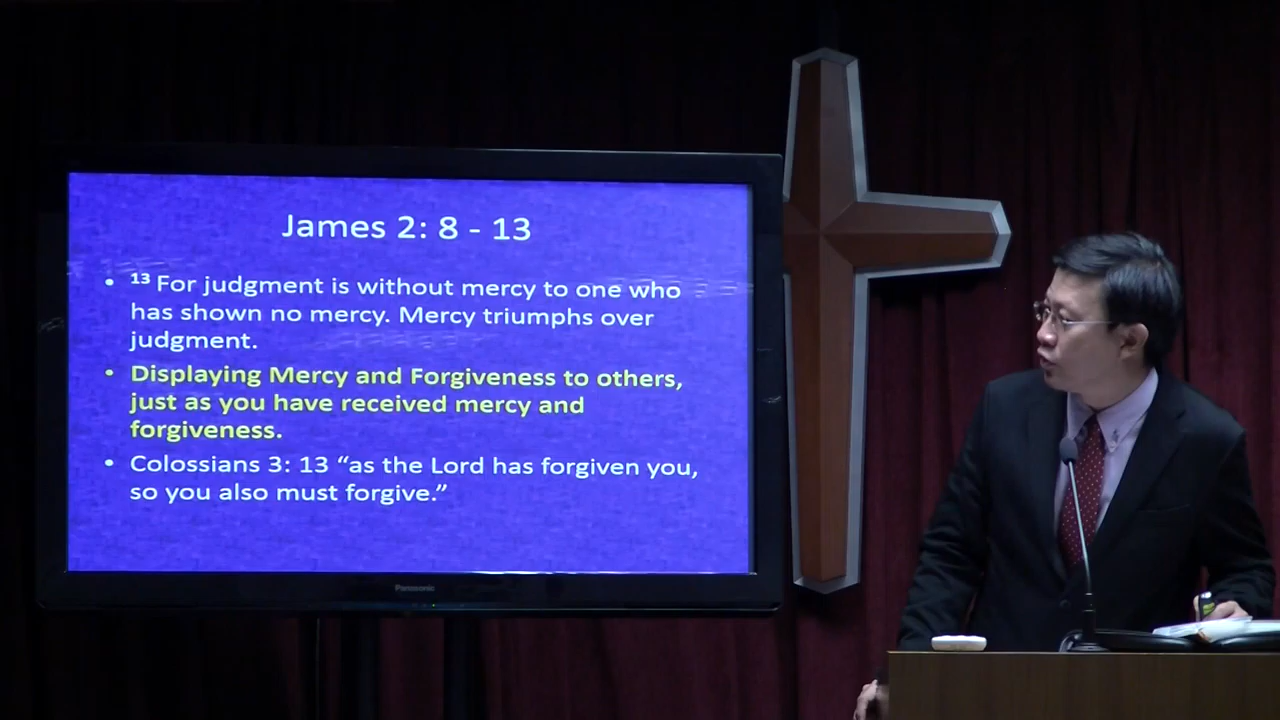 James 2: 8 - 13
• ¹³ For judgment is without mercy to one who
has shown no mercy. Mercy triumphs over
judgment.
• Displaying Mercy and Forgiveness to others,
just as you have received mercy and
forgiveness.
• Colossians 3: 13 “as the Lord has forgiven you,
so you also must forgive.”
Panasonic